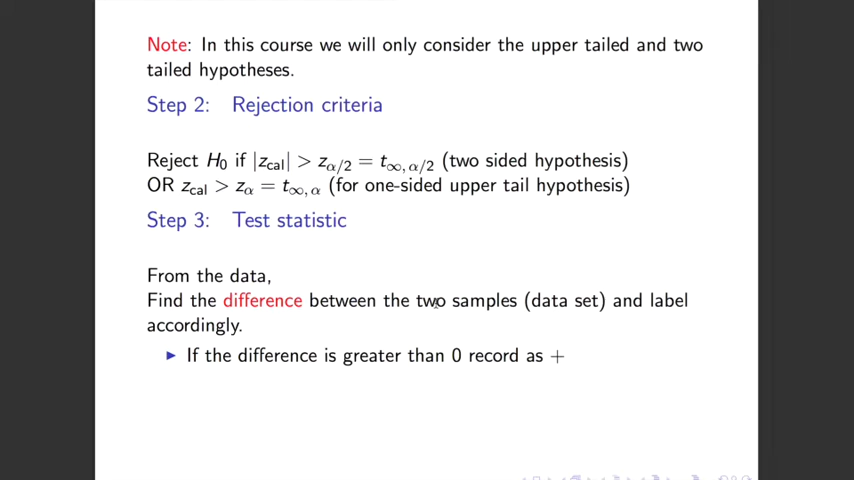 Note: In this course we will only consider the upper tailed and two
tailed hypotheses.
Step 2: Rejection criteria
Reject H₀ if |z_cal| > z_{α/2} = t_{∞,α/2} (two sided hypothesis)
OR z_cal > z_α = t_{∞,α} (for one-sided upper tail hypothesis)
Step 3: Test statistic
From the data,
Find the difference between the two samples (data set) and label
accordingly.
▶ If the difference is greater than 0 record as +